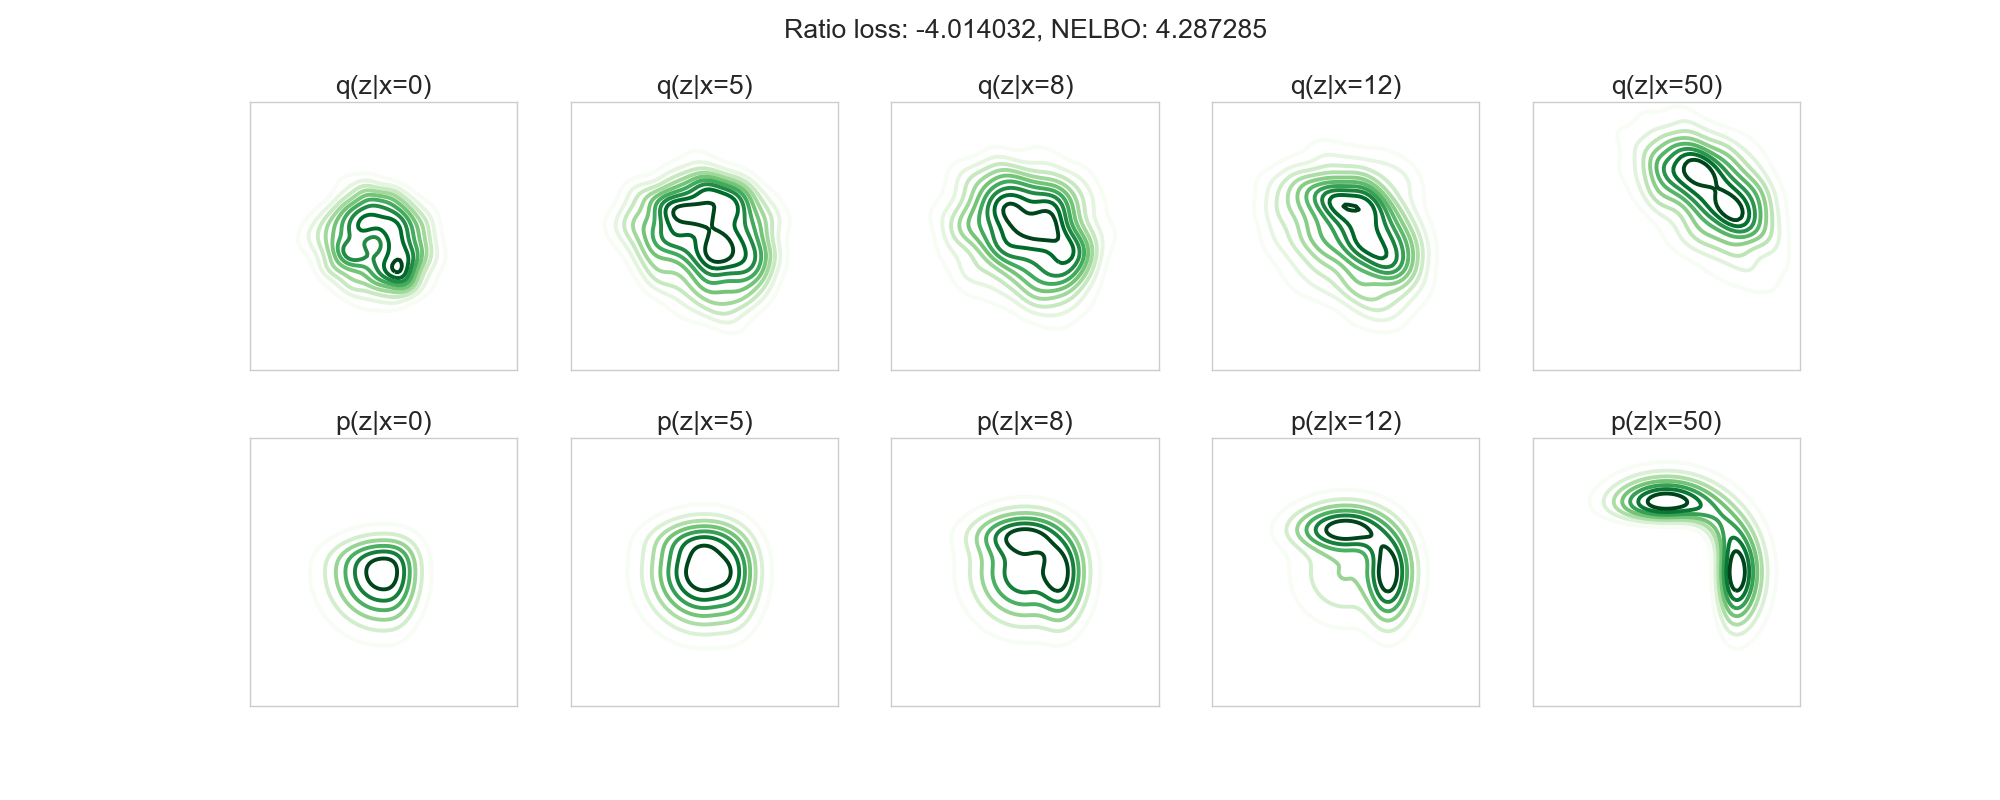 Ratio loss: -4.014032, NELBO: 4.287285
q(z|x=0) q(z|x=5) q(z|x=8) q(z|x=12) q(z|x=50)
p(z|x=0) p(z|x=5) p(z|x=8) p(z|x=12) p(z|x=50)